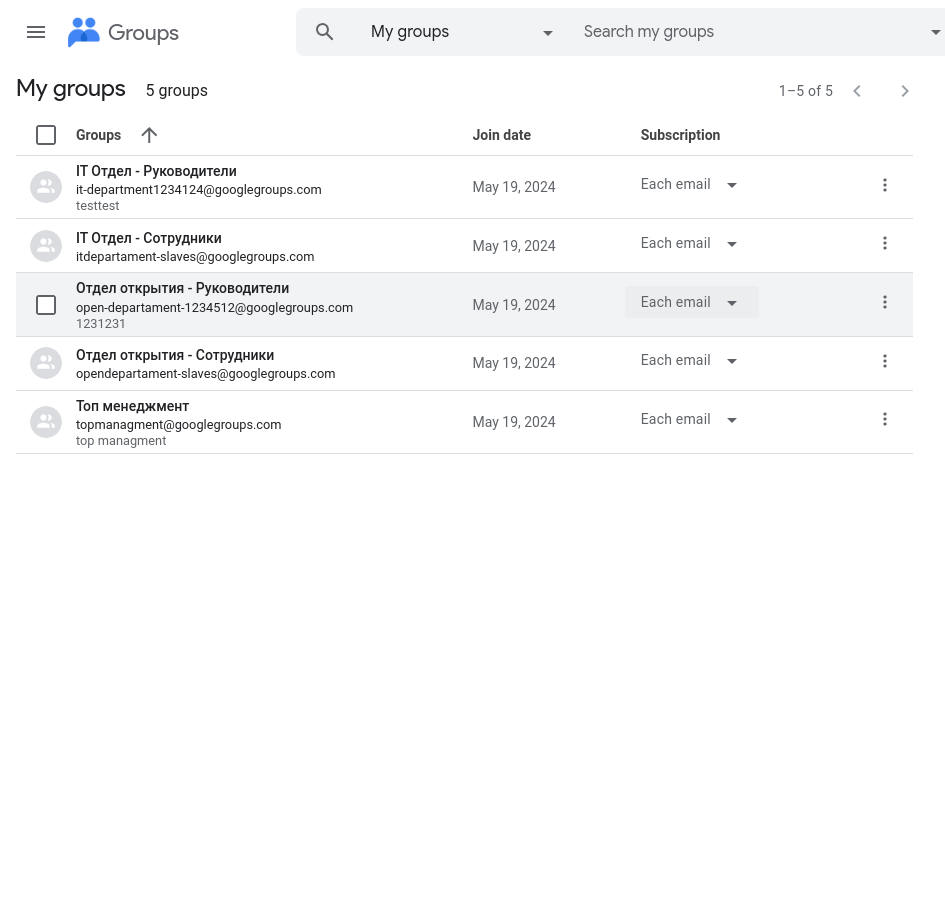 Groups
My groups
Search my groups
My groups 5 groups
1–5 of 5
Groups Join date Subscription
IT Отдел - Руководители
it-department1234124@googlegroups.com
testtest
May 19, 2024
Each email
IT Отдел - Сотрудники
itdepartament-slaves@googlegroups.com
May 19, 2024
Each email
Отдел открытия - Руководители
open-departament-1234512@googlegroups.com
1231231
May 19, 2024
Each email
Отдел открытия - Сотрудники
opendepartament-slaves@googlegroups.com
May 19, 2024
Each email
Топ менеджмент
topmanagment@googlegroups.com
top managment
May 19, 2024
Each email